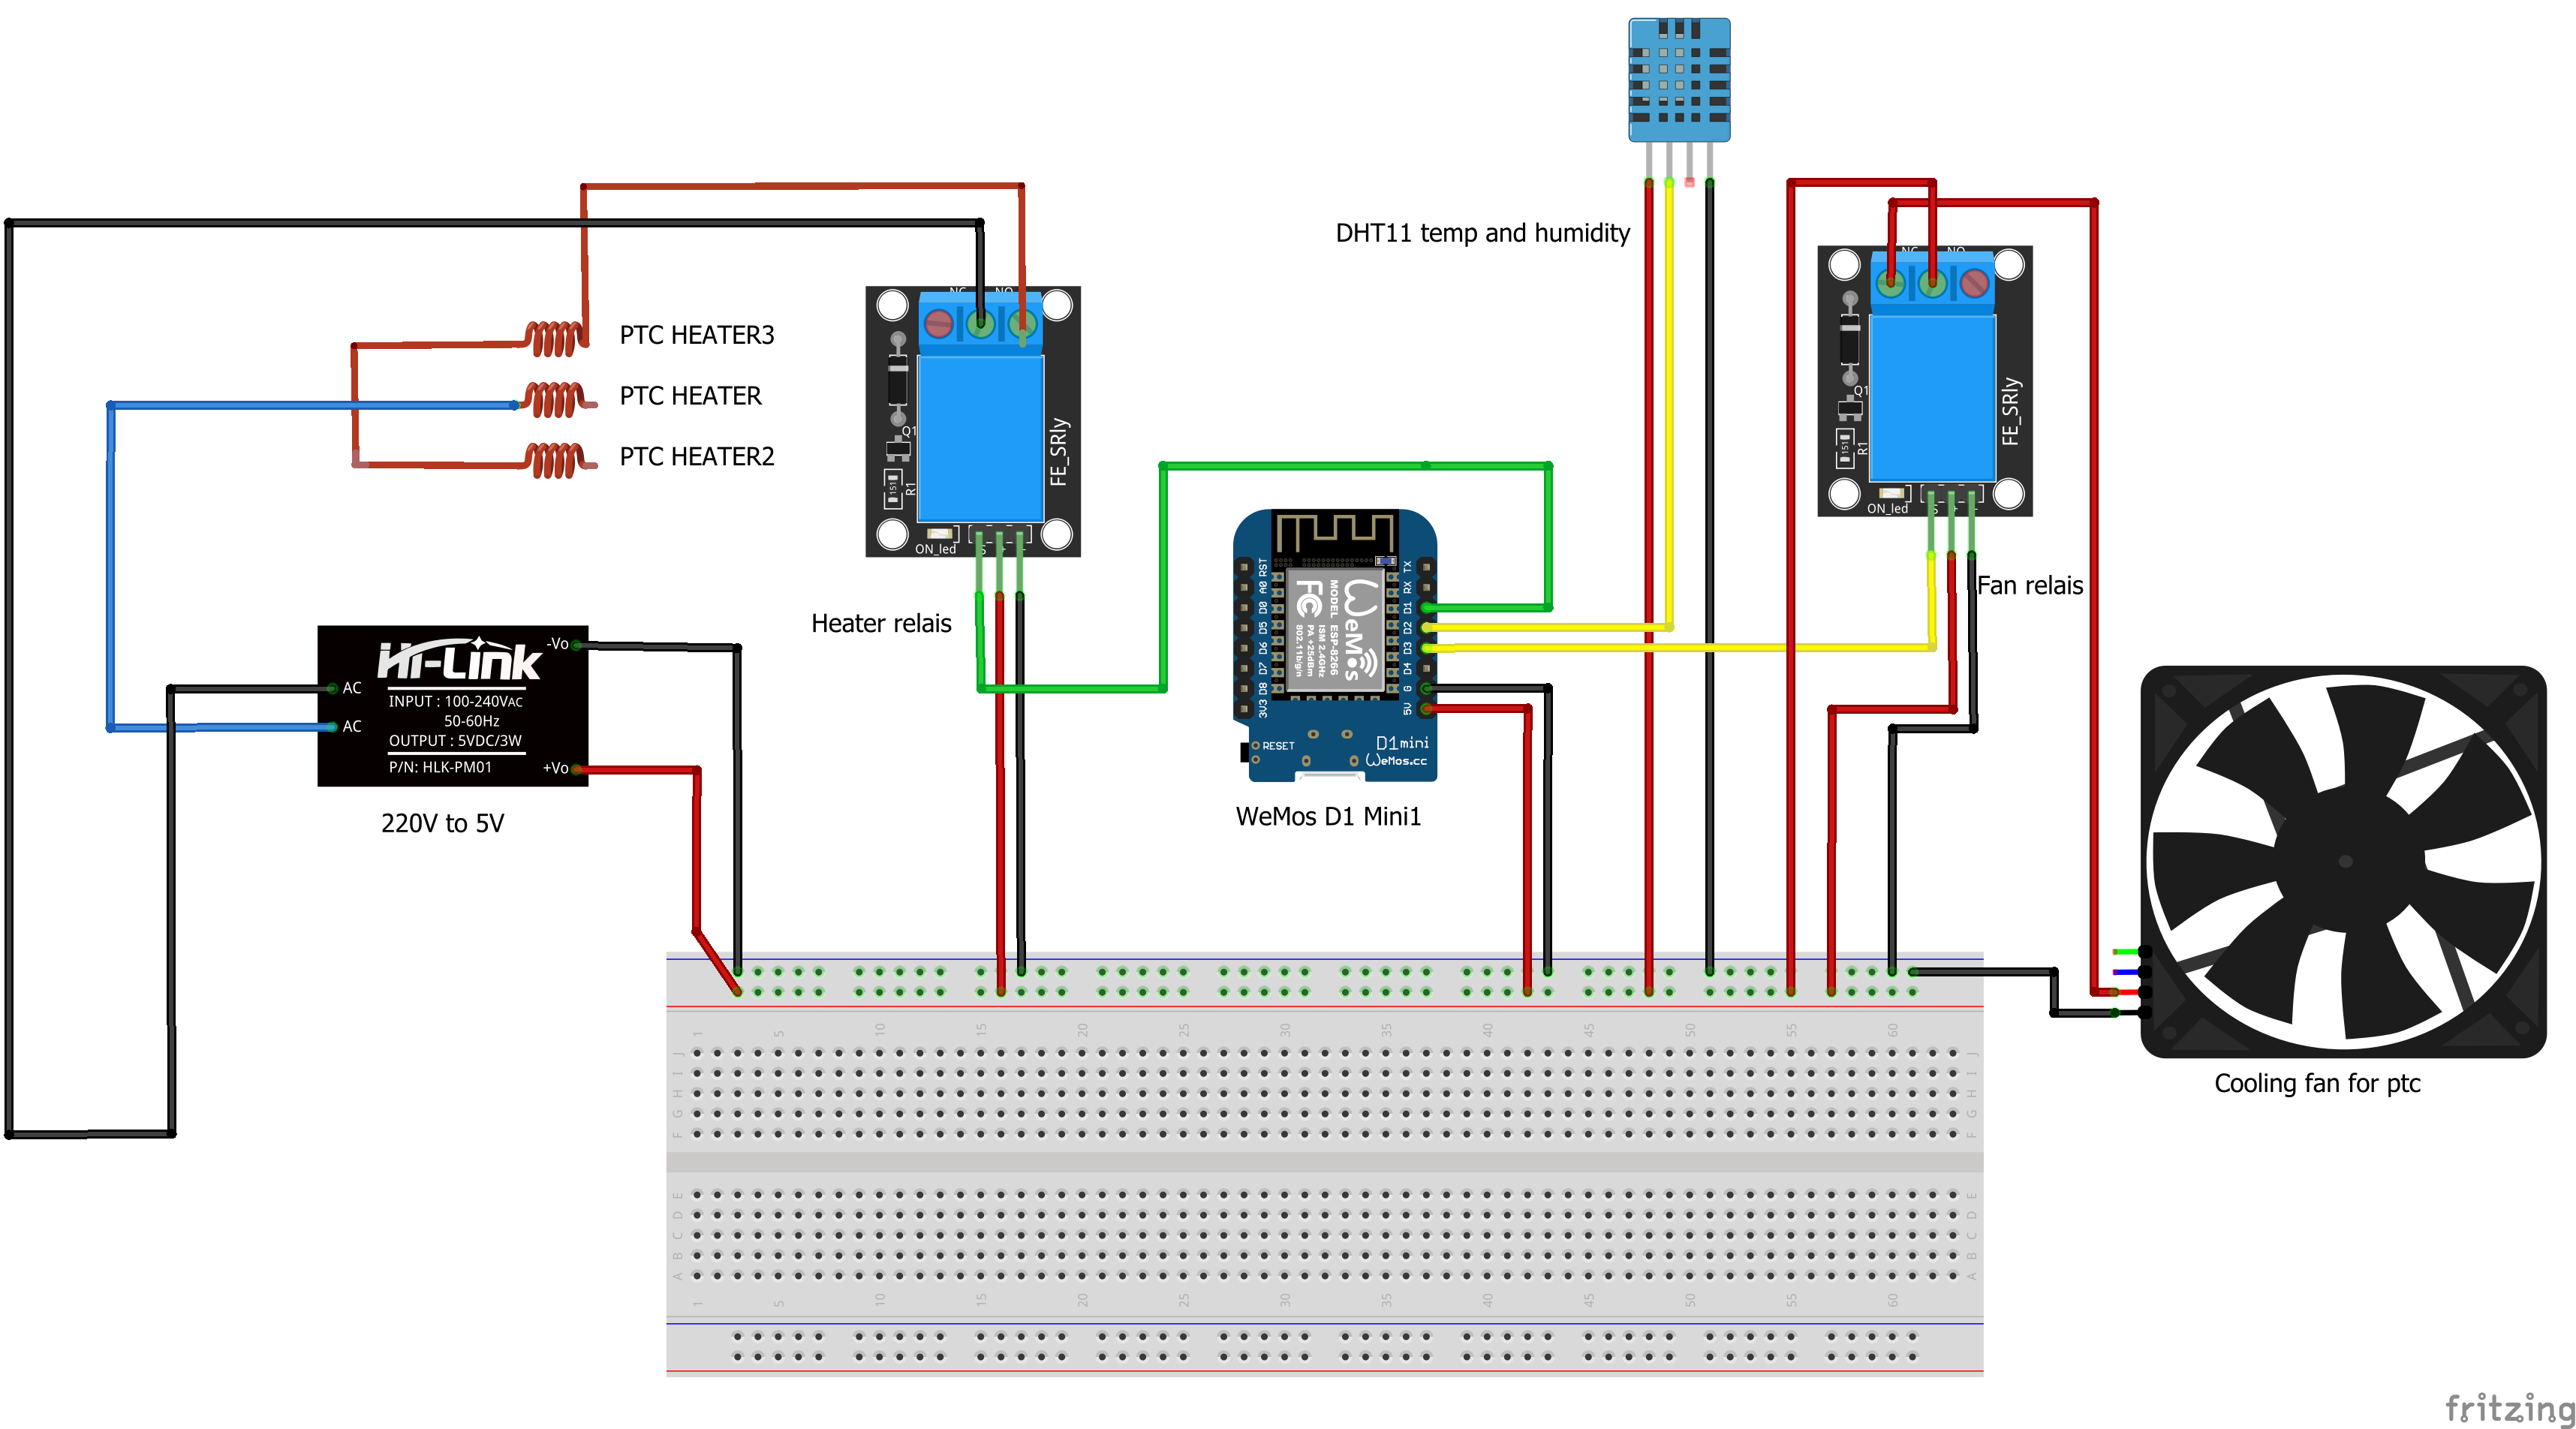 DHT11 temp and humidity
NC NO
PTC HEATER3
PTC HEATER
PTC HEATER2
Q1
R1
151
FE_SRly
ON_led
S + -
Heater relais
NC NO
Q1
R1
151
FE_SRly
ON_led
S + -
Fan relais
Hi-Link
-Vo
AC
AC
+Vo
INPUT : 100-240VAC
50-60Hz
OUTPUT : 5VDC/3W
P/N: HLK-PM01
220V to 5V
RST
A0
D0
D5
D6
D7
D8
3V3
TX
RX
D1
D2
D3
D4
G
5V
WeMos
MODEL ESP-8266
ISM 2.4GHz
PA +25dBm
802.11b/g/n
FC
RESET
D1mini
WeMos.cc
WeMos D1 Mini1
Cooling fan for ptc
1 5 10 15 20 25 30 35 40 45 50 55 60
J J
I I
H H
G G
F F
E E
D D
C C
B B
A A
1 5 10 15 20 25 30 35 40 45 50 55 60
fritzing